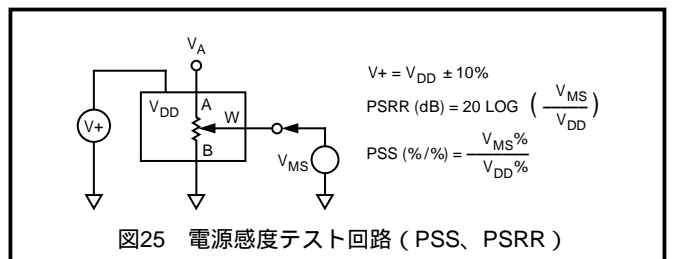 V_A
V_DD
A
W
B
V+
V_MS
V+ = V_DD ±10%
PSRR (dB) = 20 LOG ( V_MS / V_DD )
PSS (%/%) = V_MS% / V_DD%
図25 電源感度テスト回路(PSS、PSRR)